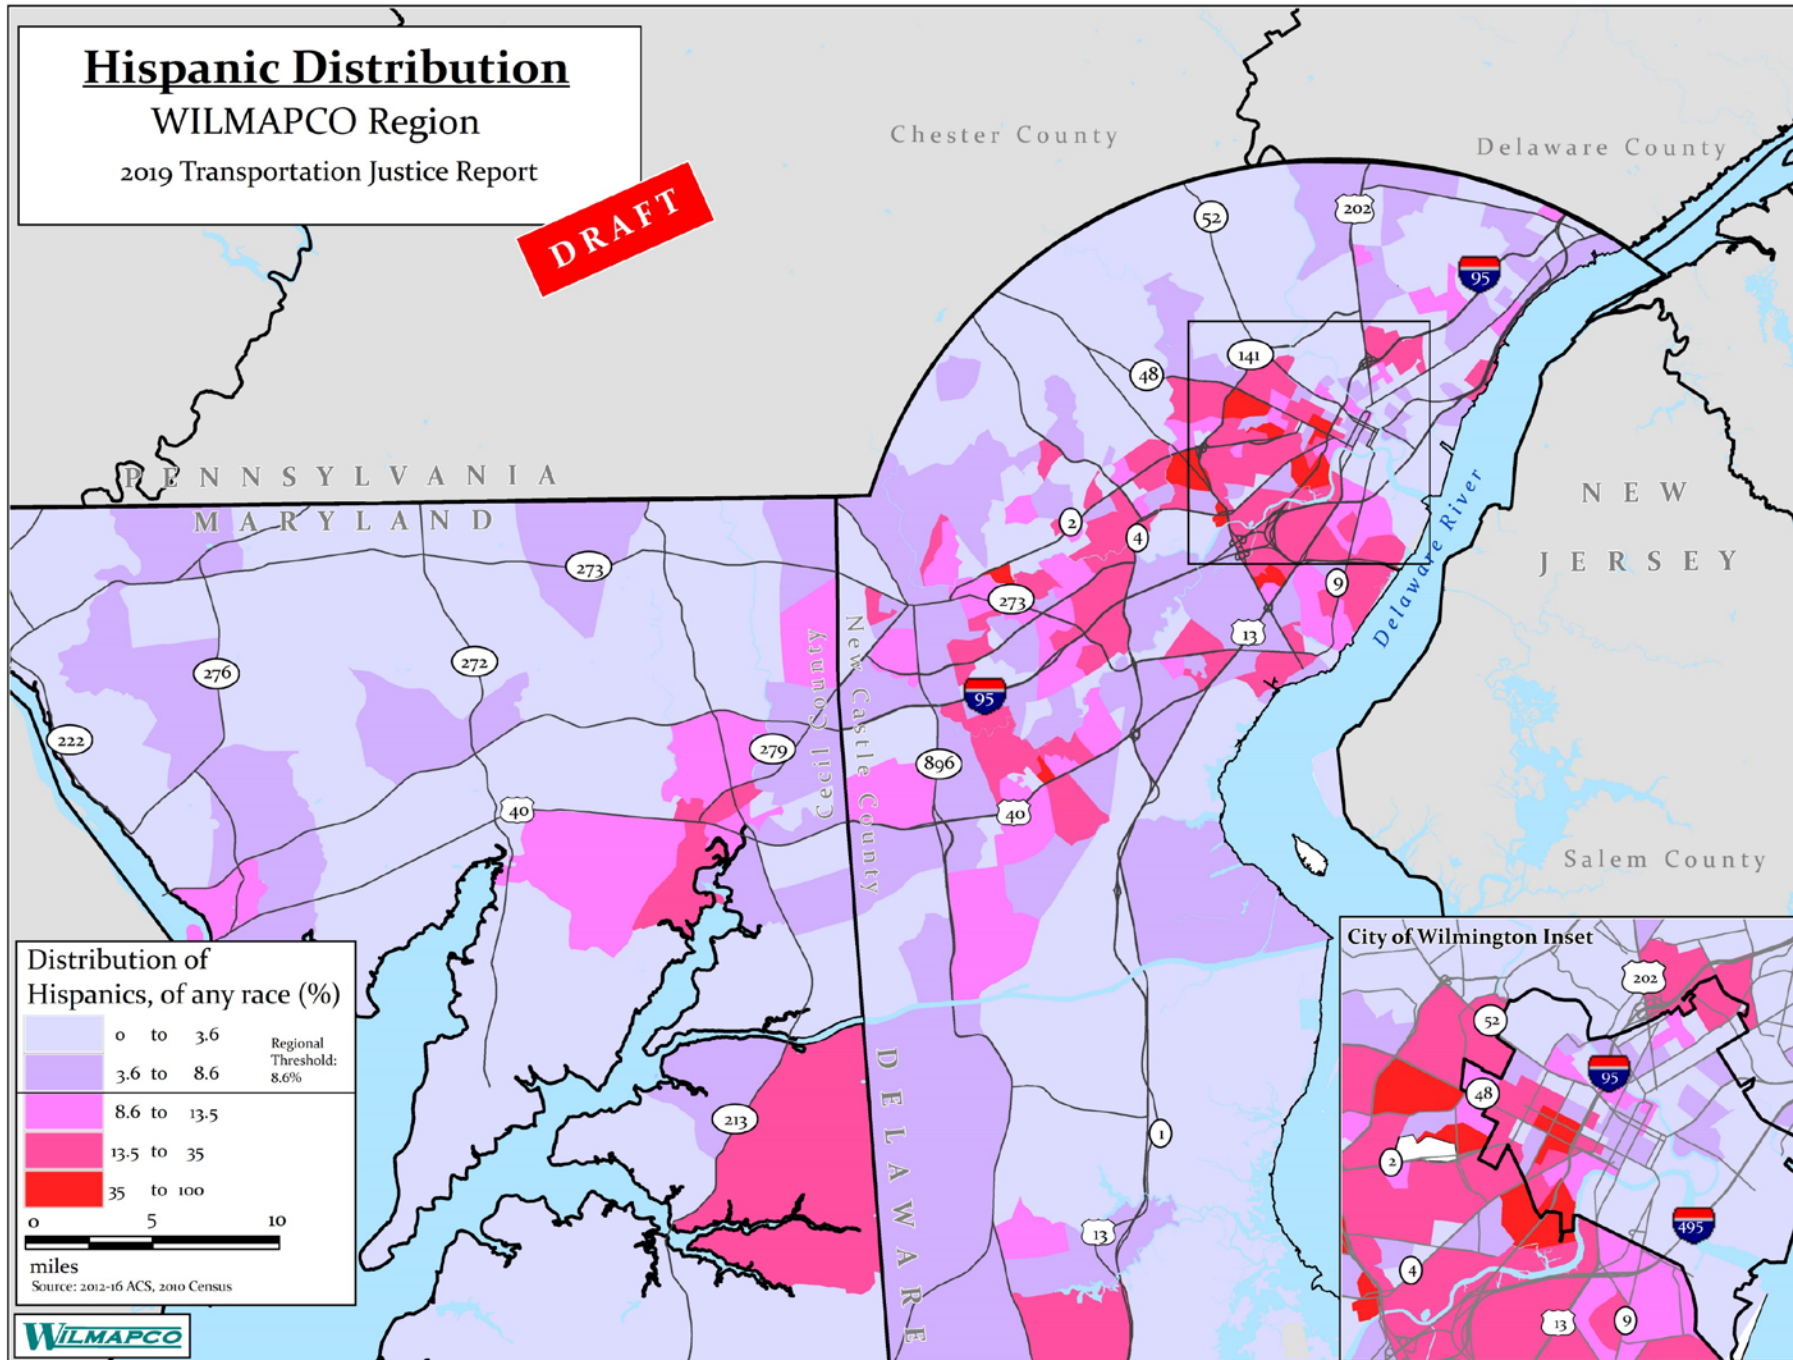 Hispanic Distribution
WILMAPCO Region
2019 Transportation Justice Report
DRAFT
Chester County
Delaware County
52
202
95
141
48
PENNSYLVANIA
MARYLAND
NEW
JERSEY
Delaware River
2
4
273
273
9
13
276
272
222
279
95
896
Cecil County
New Castle County
40
40
Salem County
213
DELAWARE
1
13
Distribution of
Hispanics, of any race (%)
0 to 3.6
3.6 to 8.6
Regional
Threshold:
8.6%
8.6 to 13.5
13.5 to 35
35 to 100
0 5 10
miles
Source: 2012-16 ACS, 2010 Census
WILMAPCO
City of Wilmington Inset
202
52
95
48
2
495
4
13
9